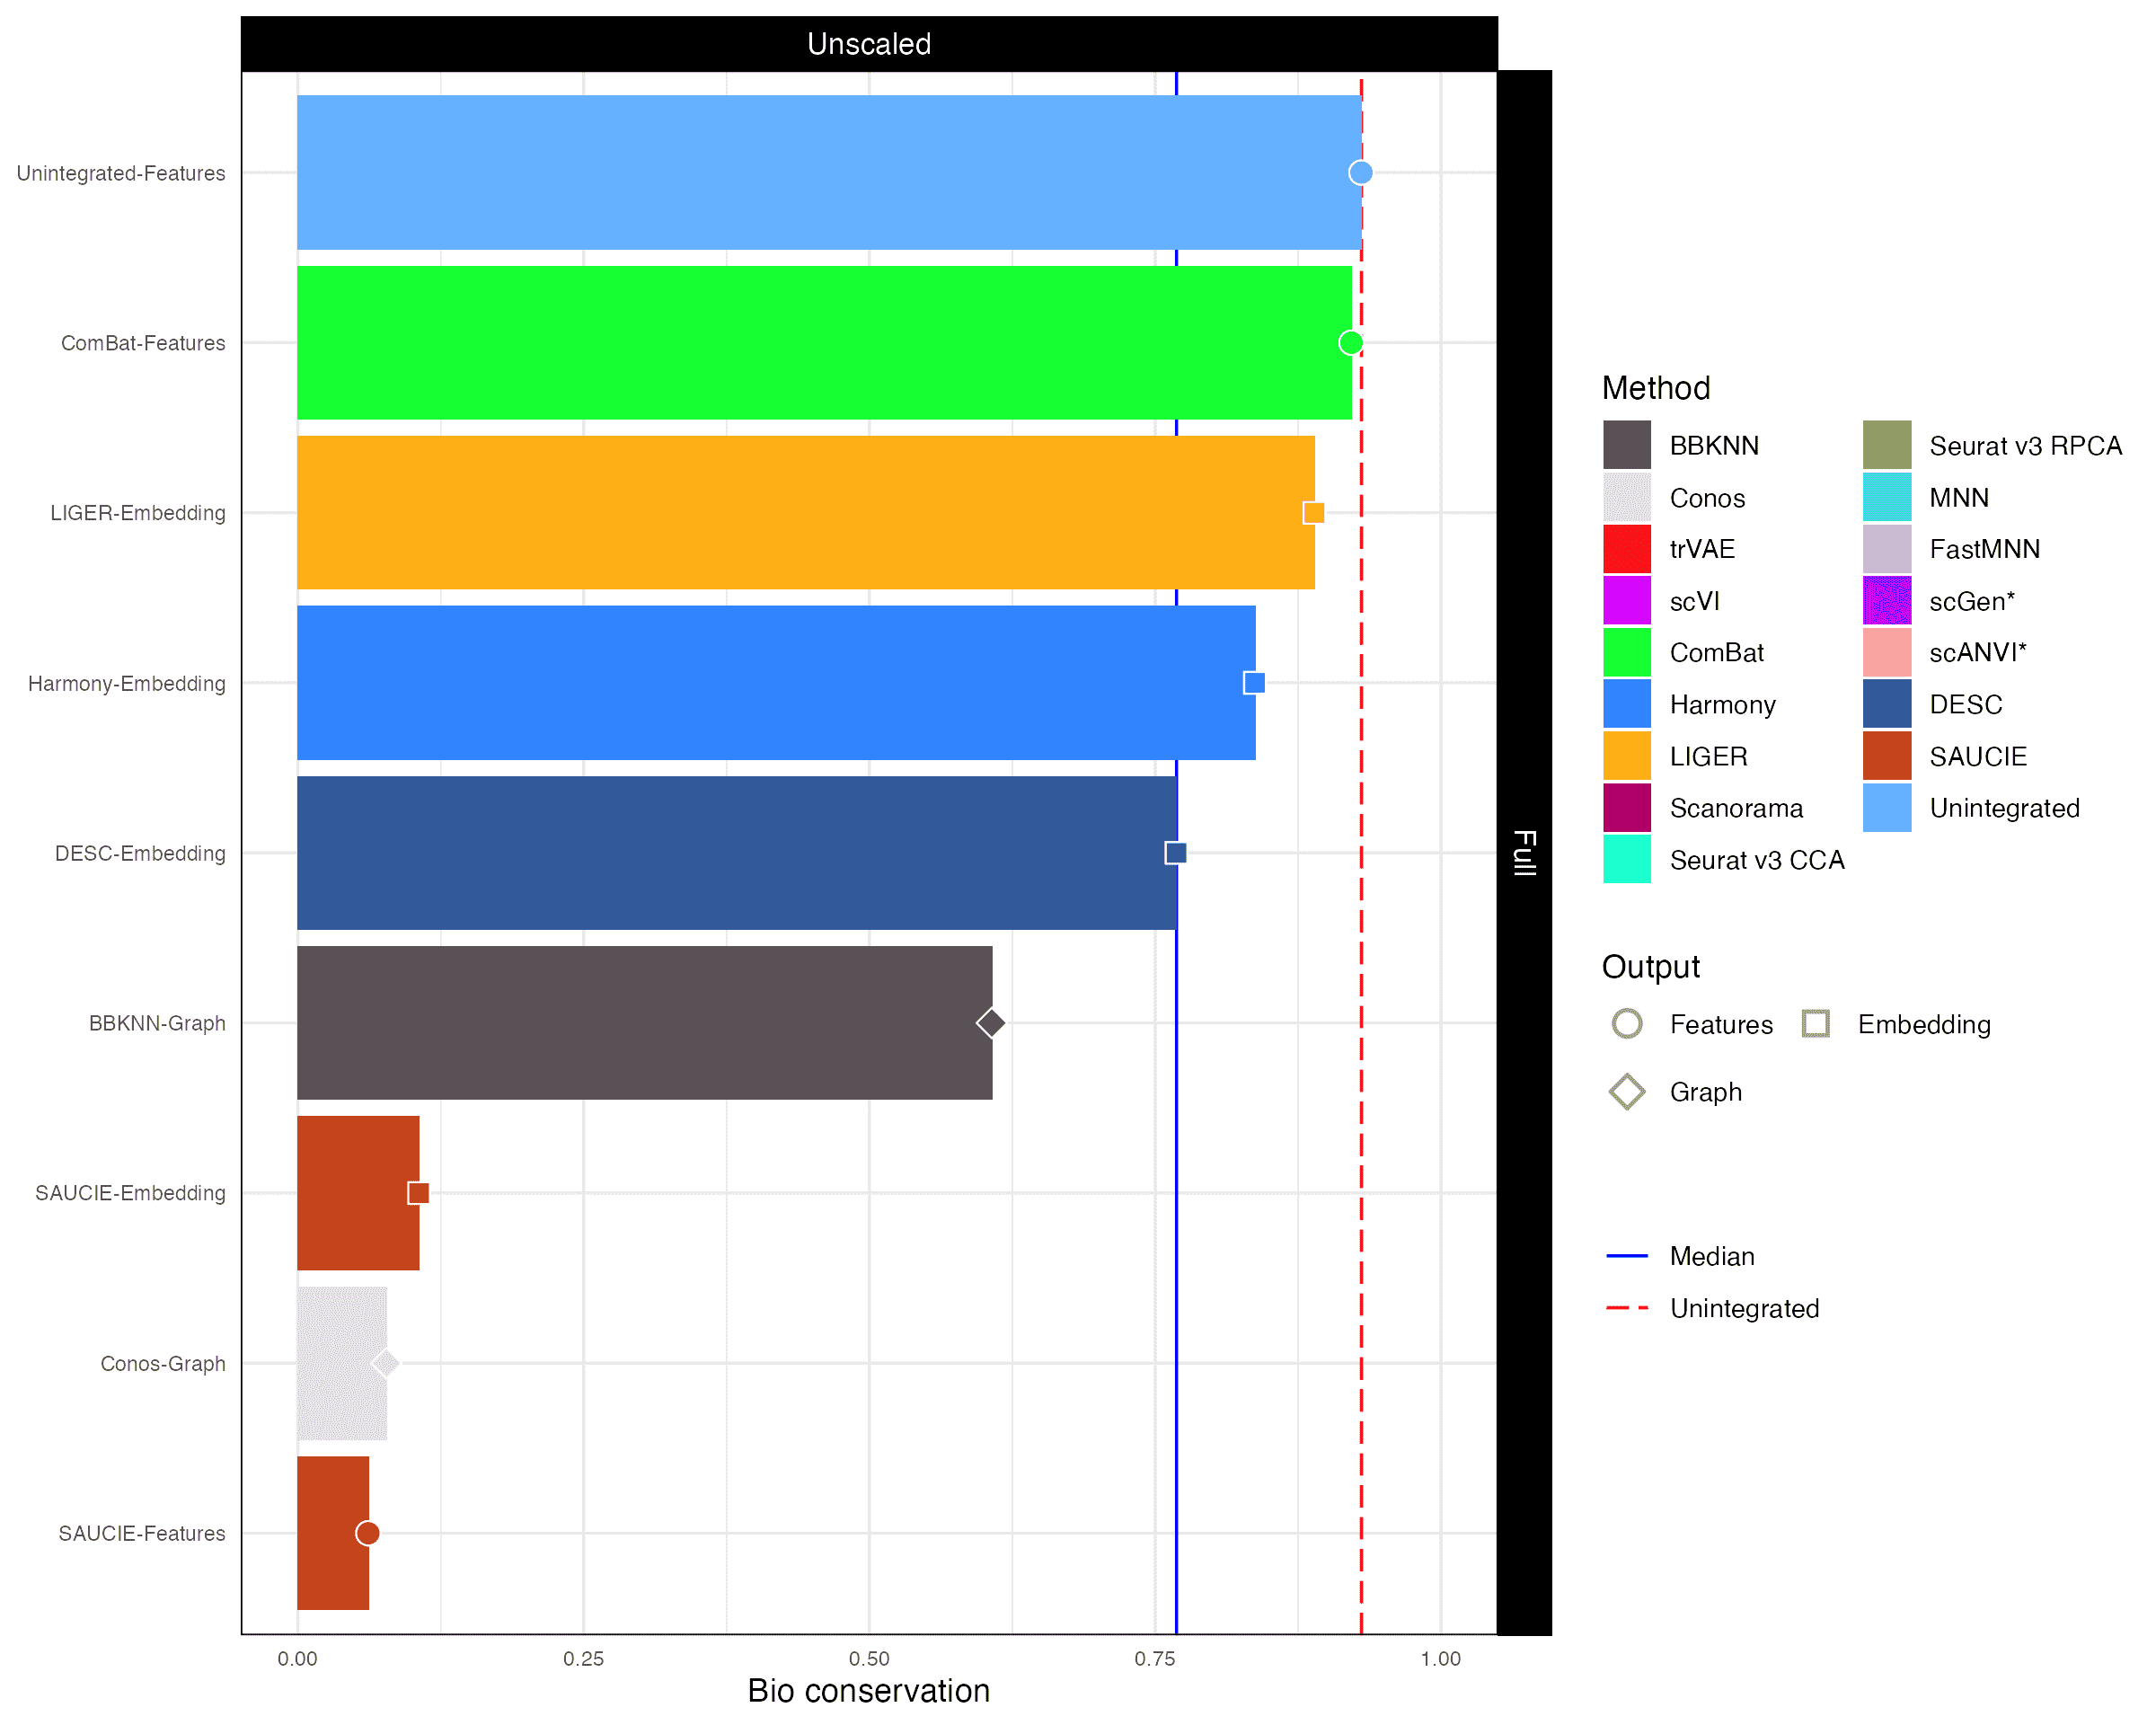 Unscaled
Unintegrated-Features
ComBat-Features
LIGER-Embedding
Harmony-Embedding
DESC-Embedding
BBKNN-Graph
SAUCIE-Embedding
Conos-Graph
SAUCIE-Features
0.00 0.25 0.50 0.75 1.00
Bio conservation
Full
Method
BBKNN
Conos
trVAE
scVI
ComBat
Harmony
LIGER
Scanorama
Seurat v3 CCA
Seurat v3 RPCA
MNN
FastMNN
scGen*
scANVI*
DESC
SAUCIE
Unintegrated
Output
Features Embedding
Graph
Median
Unintegrated